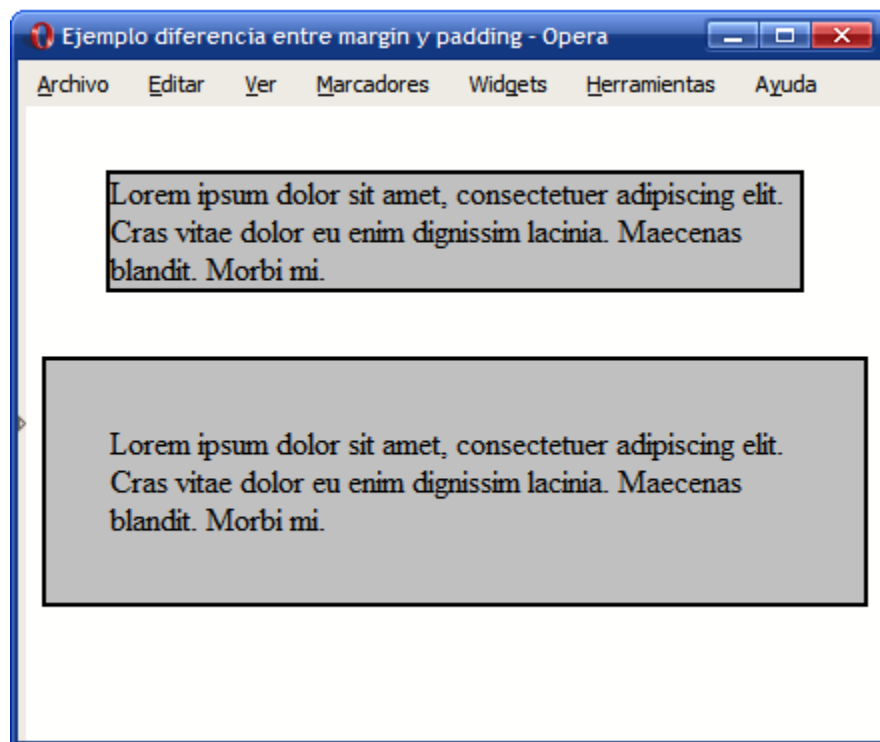 Ejemplo diferencia entre margin y padding - Opera
Archivo Editar Ver Marcadores Widgets Herramientas Ayuda
Lorem ipsum dolor sit amet, consectetuer adipiscing elit.
Cras vitae dolor eu enim dignissim lacinia. Maecenas
blandit. Morbi mi.
Lorem ipsum dolor sit amet, consectetuer adipiscing elit.
Cras vitae dolor eu enim dignissim lacinia. Maecenas
blandit. Morbi mi.